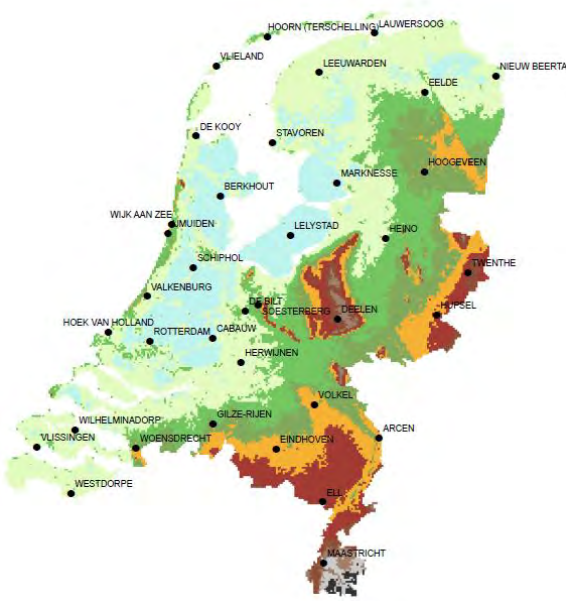 HOORN (TERSCHELLING)
LAUWERSOOG
VLIELAND
LEEUWARDEN
NIEUW BEERTA
EELDE
DE KOOY
STAVOREN
HOOGEVEEN
MARKNESSE
BERKHOUT
WIJK AAN ZEE
IJMUIDEN
LELYSTAD
HEINO
SCHIPHOL
TWENTHE
VALKENBURG
DE BILT
SOESTERBERG
DEELEN
HUPSEL
HOEK VAN HOLLAND
ROTTERDAM
CABAUW
HERWIJNEN
VOLKEL
WILHELMINADORP
GILZE-RIJEN
ARCEN
VLISSINGEN
WOENSDRECHT
EINDHOVEN
WESTDORPE
ELL
MAASTRICHT